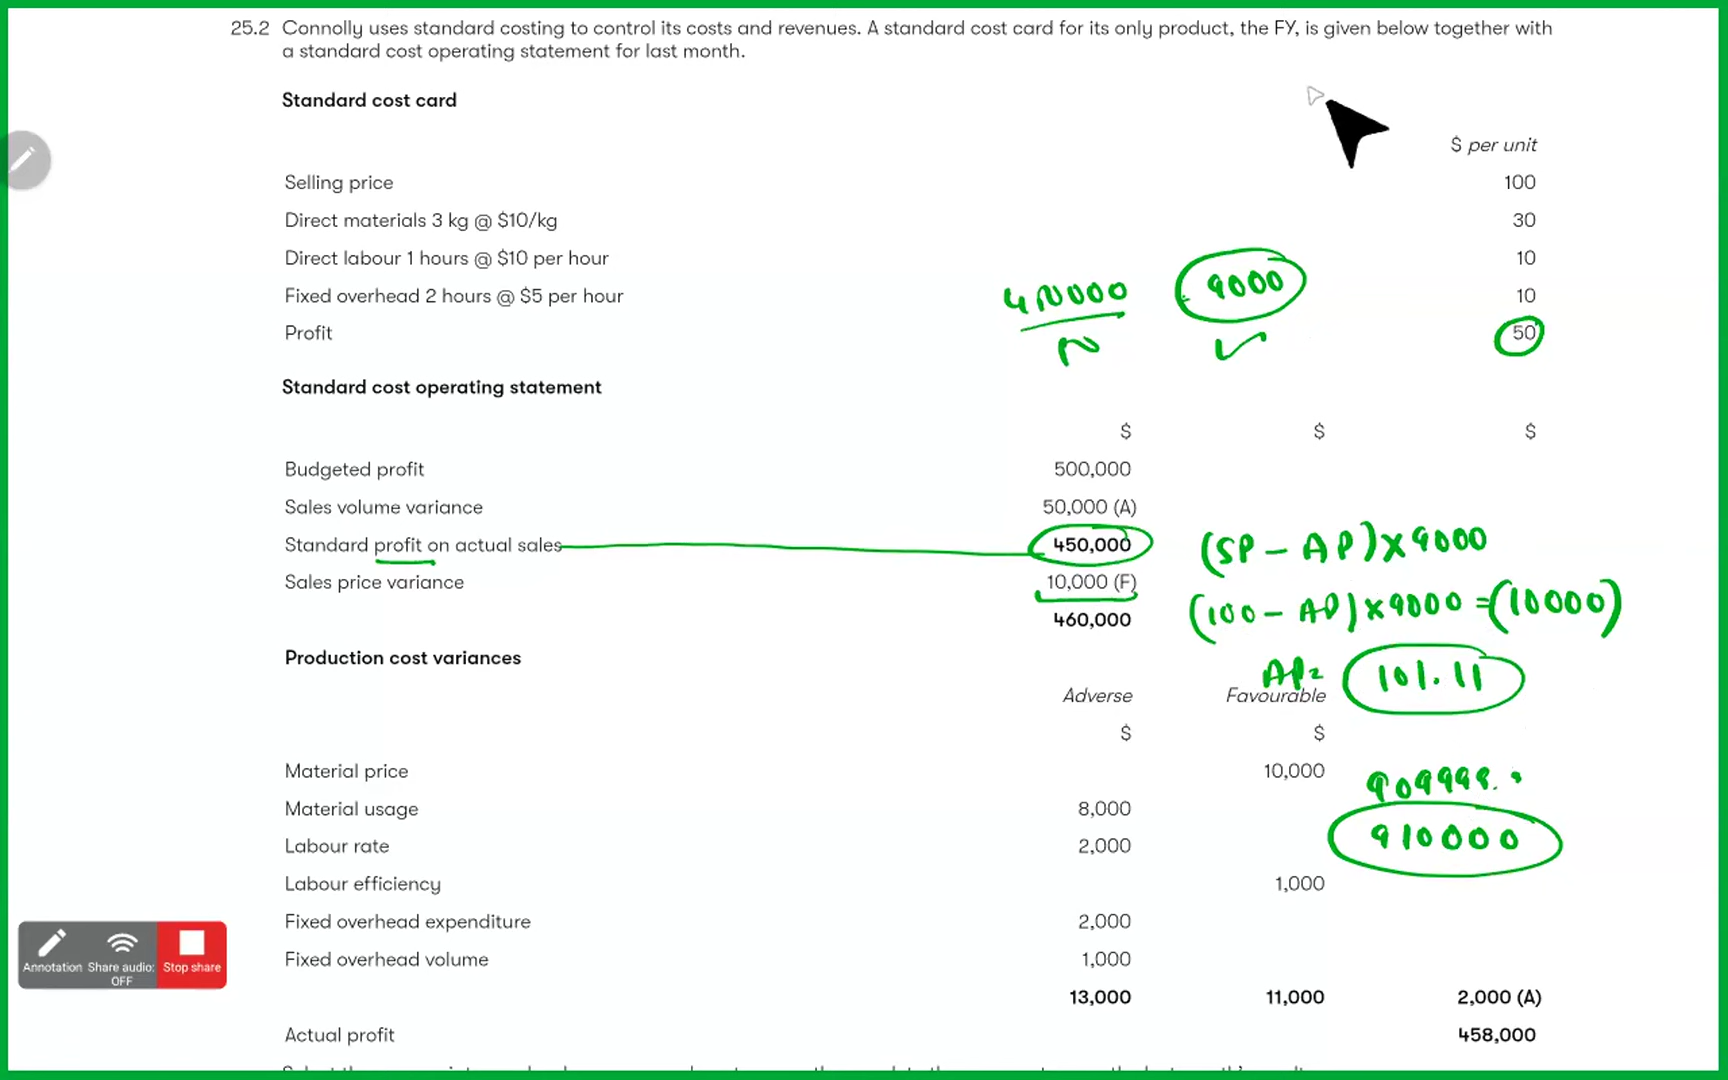 25.2 Connolly uses standard costing to control its costs and revenues. A standard cost card for its only product, the FY, is given below together with
a standard cost operating statement for last month.
Standard cost card
$ per unit
Selling price 100
Direct materials 3 kg @ $10/kg 30
Direct labour 1 hours @ $10 per hour 10
Fixed overhead 2 hours @ $5 per hour 10
9000
Profit 50
Standard cost operating statement
$ $ $
Budgeted profit 500,000
Sales volume variance 50,000 (A)
Standard profit on actual sales 450,000 (SP - AP) x 9000
Sales price variance 10,000 (F)
(100 - AP) x 9000 = (10000)
460,000
Production cost variances
AP = 101.11
Adverse Favourable
$ $
Material price 10,000
909998.
Material usage 8,000
910000
Labour rate 2,000
Labour efficiency 1,000
Fixed overhead expenditure 2,000
Fixed overhead volume 1,000
13,000 11,000 2,000 (A)
Actual profit 458,000
Annotation Share audio: OFF Stop share